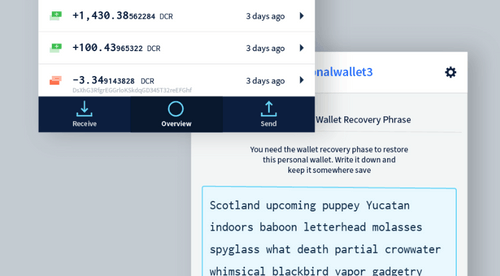 +1,430.38562284 DCR 3 days ago
+100.43965322 DCR 3 days ago
−3.349143828 DCR 3 days ago
Receive Overview Send
onalwallet3
Wallet Recovery Phrase
You need the wallet recovery phase to restore
this personal wallet. Write it down and
keep it somewhere save
Scotland upcoming puppey Yucatan
indoors baboon letterhead molasses
spyglass what death partial crowwater
whimsical blackbird vapor gadgetry